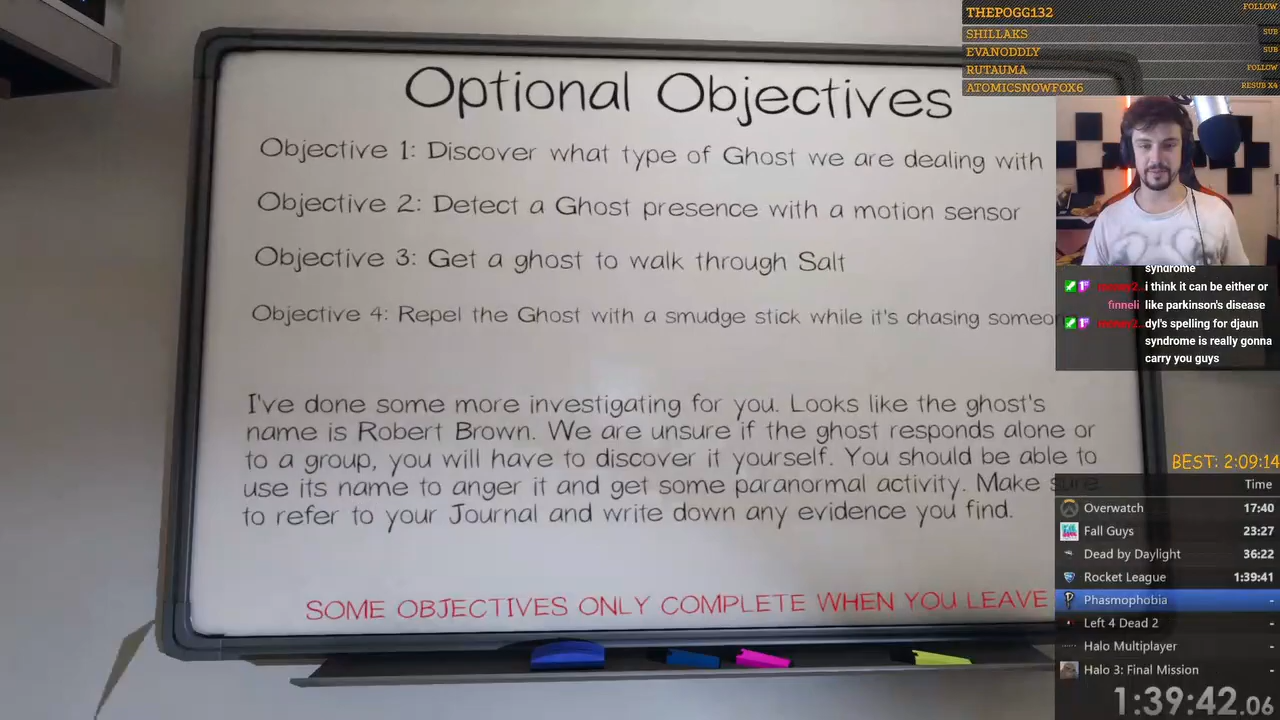 THEPOGG132 FOLLOW
SHILLAKS SUB
EVANODDLY SUB
RUTAUMA FOLLOW
ATOMICSNOWFOX6 RESUB X4
Optional Objectives
Objective 1: Discover what type of Ghost we are dealing with
Objective 2: Detect a Ghost presence with a motion sensor
Objective 3: Get a ghost to walk through Salt
Objective 4: Repel the Ghost with a smudge stick while it's chasing
I've done some more investigating for you. Looks like the ghost's
name is Robert Brown. We are unsure if the ghost responds alone or
to a group, you will have to discover it yourself. You should be able to
use its name to anger it and get some paranormal activity. Make sure
to refer to your Journal and write down any evidence you find.
SOME OBJECTIVES ONLY COMPLETE WHEN YOU LEAVE
syndrome
i think it can be either or
finneli like parkinson's disease
dyl's spelling for djaun
syndrome is really gonna
carry you guys
BEST: 2:09:14
Time
Overwatch 17:40
Fall Guys 23:27
Dead by Daylight 36:22
Rocket League 1:39:41
Phasmophobia -
Left 4 Dead 2 -
Halo Multiplayer -
Halo 3: Final Mission -
1:39:42.06